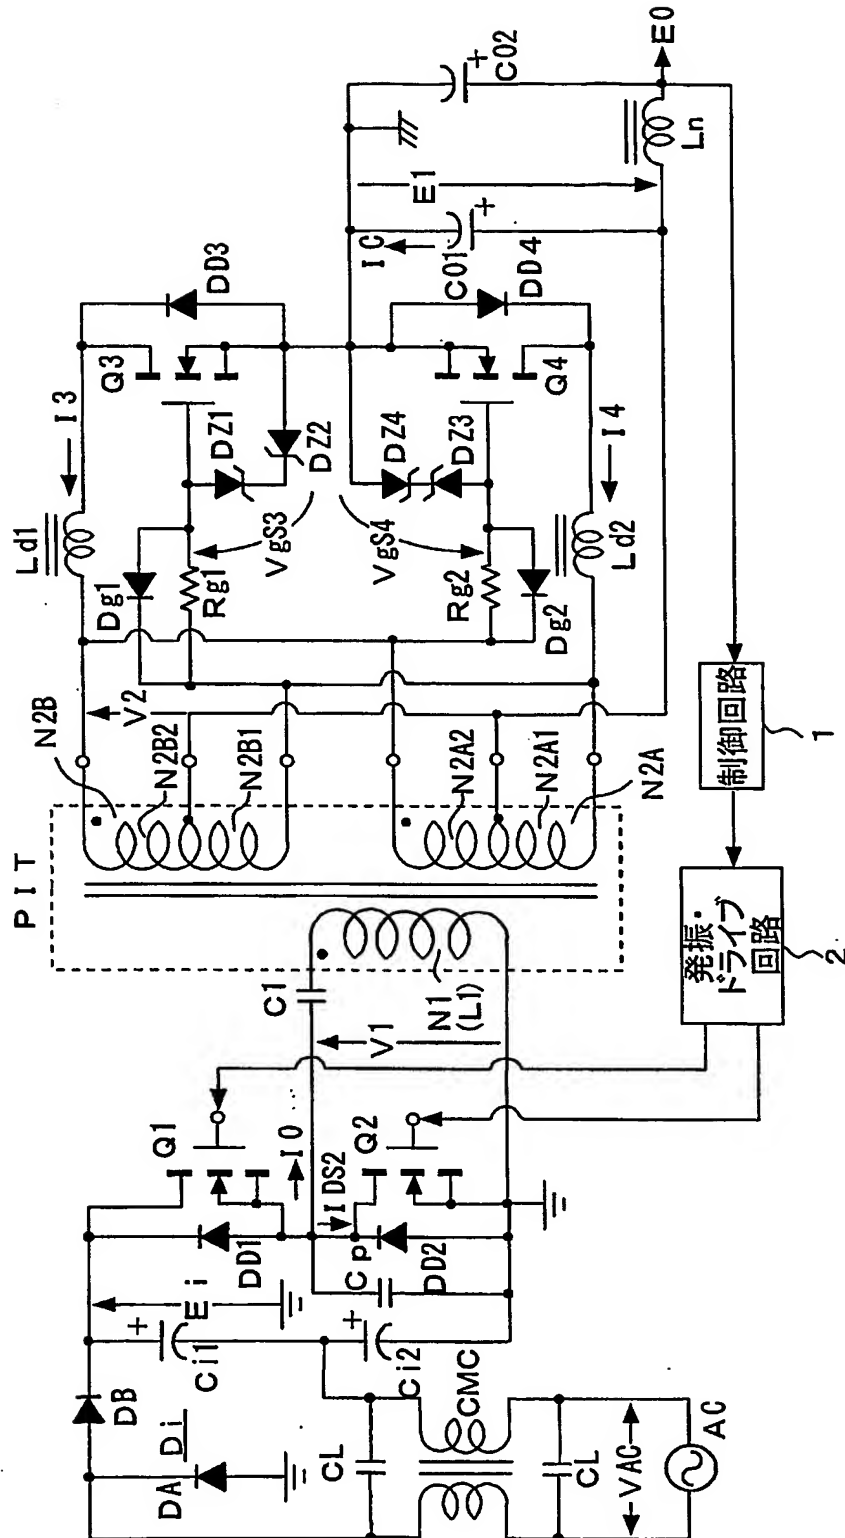 PIT
N2B
N2B2
N2B1
N2A2
N2A1
N2A
V2
Ld1
I3
Dg1
Rg1
VgS3
VgS4
Rg2
Dg2
Ld2
I4
Q3
DD3
DZ1
DZ2
DZ4
DZ3
Q4
DD4
IC
C01
+
E1
C02
+
Ln
E0
C1
V1
N1
(L1)
Q1
I0
DD1
IDS2
Q2
Cp
DD2
Ei
+
Ci1
+
Ci2
DB
Di
DA
CL
CMC
CL
VAC
AC
制御回路
1
発振・
ドライブ
回路
2